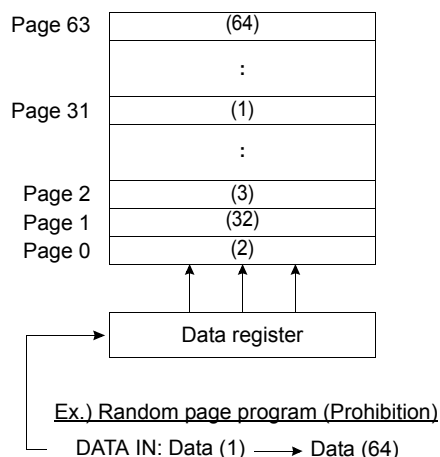 Page 63 (64)
:
Page 31 (1)
:
Page 2 (3)
Page 1 (32)
Page 0 (2)
Data register
Ex.) Random page program (Prohibition)
DATA IN: Data (1) → Data (64)